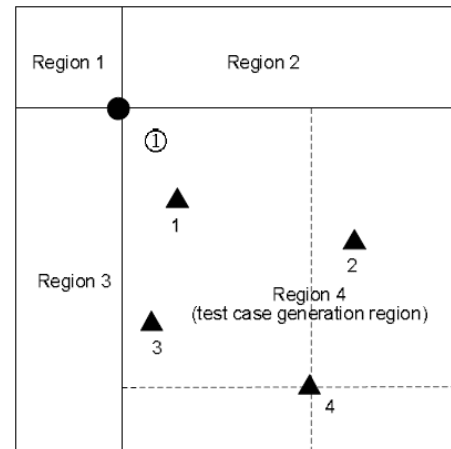 Region 1
Region 2
①
1
2
Region 3
Region 4
(test case generation region)
3
4